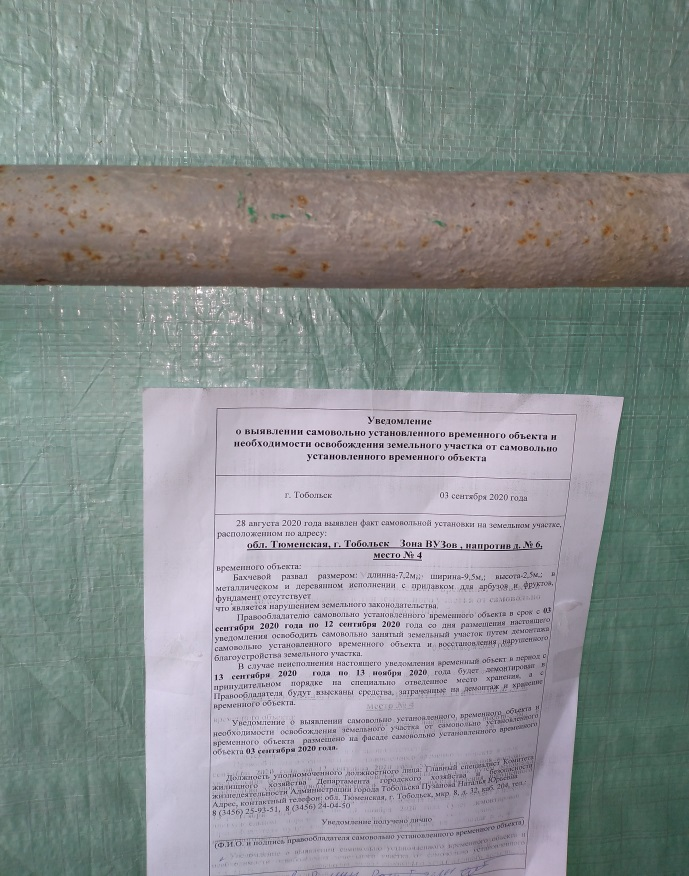 Уведомление
о выявлении самовольно установленного временного объекта и
необходимости освобождения земельного участка от самовольно
установленного временного объекта
г. Тобольск 03 сентября 2020 года
28 августа 2020 года выявлен факт самовольной установки на земельном участке,
расположенном по адресу:
обл. Тюменская, г. Тобольск Зона ВУЗов , напротив д. № 6,
место № 4
временного объекта:
Бахчевой развал размером: длинна-7,2м,; ширина-9,5м,; высота-2,5м,; в
металлическом и деревянном исполнении с прилавком для арбузов и фруктов,
фундамент отсутствует
что является нарушением земельного законодательства.
Правообладателю самовольно установленного временного объекта в срок с 03
сентября 2020 года по 12 сентября 2020 года со дня размещения настоящего
уведомления освободить самовольно занятый земельный участок путем демонтажа
самовольно установленного временного объекта и восстановления нарушенного
благоустройства земельного участка.
В случае неисполнения настоящего уведомления временный объект в период с
13 сентября 2020 года по 13 ноября 2020 года будет демонтирован в
принудительном порядке на специально отведенное место хранения, а с
Правообладателя будут взысканы средства, затраченные на демонтаж и хранение
временного объекта.
место № 4
Уведомление о выявлении самовольно установленного, временного объекта и
необходимости освобождения земельного участка от самовольно установленного
временного объекта размещено на фасаде самовольно установленного временного
объекта 03 сентября 2020 года.
Должность уполномоченного должностного лица: Главный специалист Комитета
жилищного хозяйства Департамента городского хозяйства и безопасности
жизнедеятельности Администрации города Тобольска Пузанова Наталия Юрьевна
Адрес, контактный телефон: обл. Тюменская, г. Тобольск, мкр. 8, д. 32, каб. 204, тел.:
8 (3456) 25-93-51, 8 (3456) 24-04-50
Уведомление получено лично
(Ф.И.О. и подпись правообладателя самовольно установленного временного объекта)